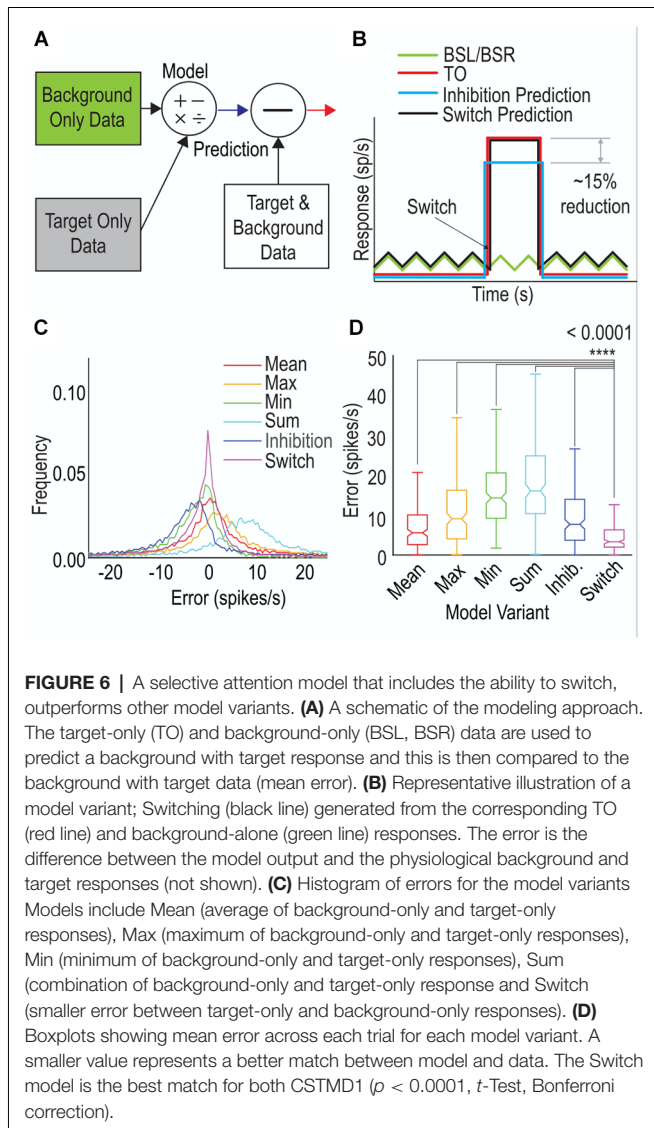 A
Background
Only Data
Model
+ −
× ÷
−
Prediction
Target Only
Data
Target &
Background
Data
B
BSL/BSR
TO
Inhibition Prediction
Switch Prediction
Response (sp/s)
Switch
~15%
reduction
Time (s)
C
Mean
Max
Min
Sum
Inhibition
Switch
Frequency
0.10
0.05
0.00
-20 -10 0 10 20
Error (spikes/s)
D
< 0.0001
****
Error (spikes/s)
50
40
30
20
10
0
Mean Max Min Sum Inhib. Switch
Model Variant
FIGURE 6 | A selective attention model that includes the ability to switch,
outperforms other model variants. (A) A schematic of the modeling approach.
The target-only (TO) and background-only (BSL, BSR) data are used to
predict a background with target response and this is then compared to the
background with target data (mean error). (B) Representative illustration of a
model variant; Switching (black line) generated from the corresponding TO
(red line) and background-alone (green line) responses. The error is the
difference between the model output and the physiological background and
target responses (not shown). (C) Histogram of errors for the model variants
Models include Mean (average of background-only and target-only
responses), Max (maximum of background-only and target-only responses),
Min (minimum of background-only and target-only responses), Sum
(combination of background-only and target-only response and Switch
(smaller error between target-only and background-only responses). (D)
Boxplots showing mean error across each trial for each model variant. A
smaller value represents a better match between model and data. The Switch
model is the best match for both CSTMD1 (p < 0.0001, t-Test, Bonferroni
correction).